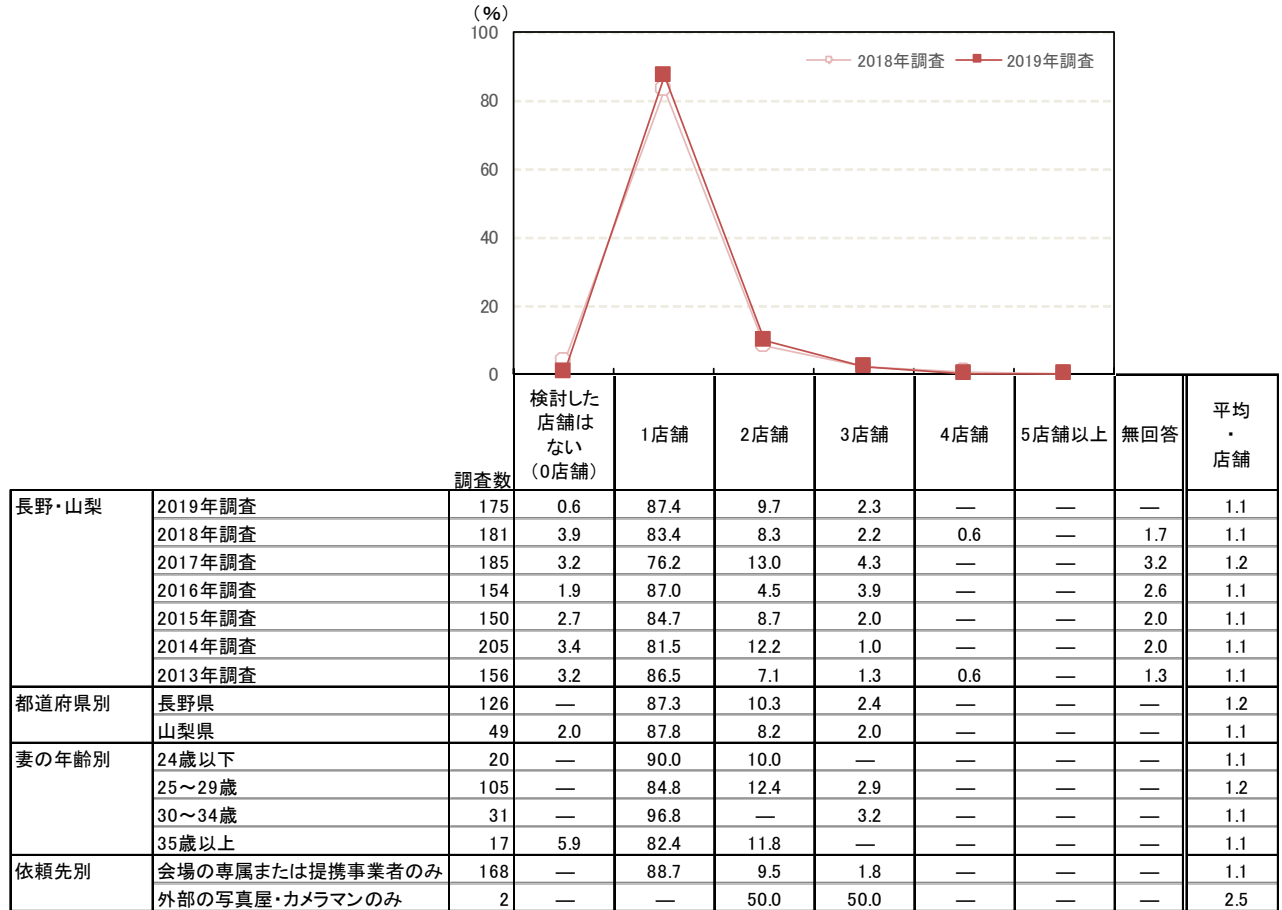 (%)
100
80
60
40
20
0
2018年調査 2019年調査
調査数 検討した店舗はない(0店舗) 1店舗 2店舗 3店舗 4店舗 5店舗以上 無回答 平均・店舗
長野・山梨 2019年調査 175 0.6 87.4 9.7 2.3 ― ― ― 1.1
2018年調査 181 3.9 83.4 8.3 2.2 0.6 ― 1.7 1.1
2017年調査 185 3.2 76.2 13.0 4.3 ― ― 3.2 1.2
2016年調査 154 1.9 87.0 4.5 3.9 ― ― 2.6 1.1
2015年調査 150 2.7 84.7 8.7 2.0 ― ― 2.0 1.1
2014年調査 205 3.4 81.5 12.2 1.0 ― ― 2.0 1.1
2013年調査 156 3.2 86.5 7.1 1.3 0.6 ― 1.3 1.1
都道府県別 長野県 126 ― 87.3 10.3 2.4 ― ― ― 1.2
山梨県 49 2.0 87.8 8.2 2.0 ― ― ― 1.1
妻の年齢別 24歳以下 20 ― 90.0 10.0 ― ― ― ― 1.1
25～29歳 105 ― 84.8 12.4 2.9 ― ― ― 1.2
30～34歳 31 ― 96.8 ― 3.2 ― ― ― 1.1
35歳以上 17 5.9 82.4 11.8 ― ― ― ― 1.1
依頼先別 会場の専属または提携事業者のみ 168 ― 88.7 9.5 1.8 ― ― ― 1.1
外部の写真屋・カメラマンのみ 2 ― ― 50.0 50.0 ― ― ― 2.5